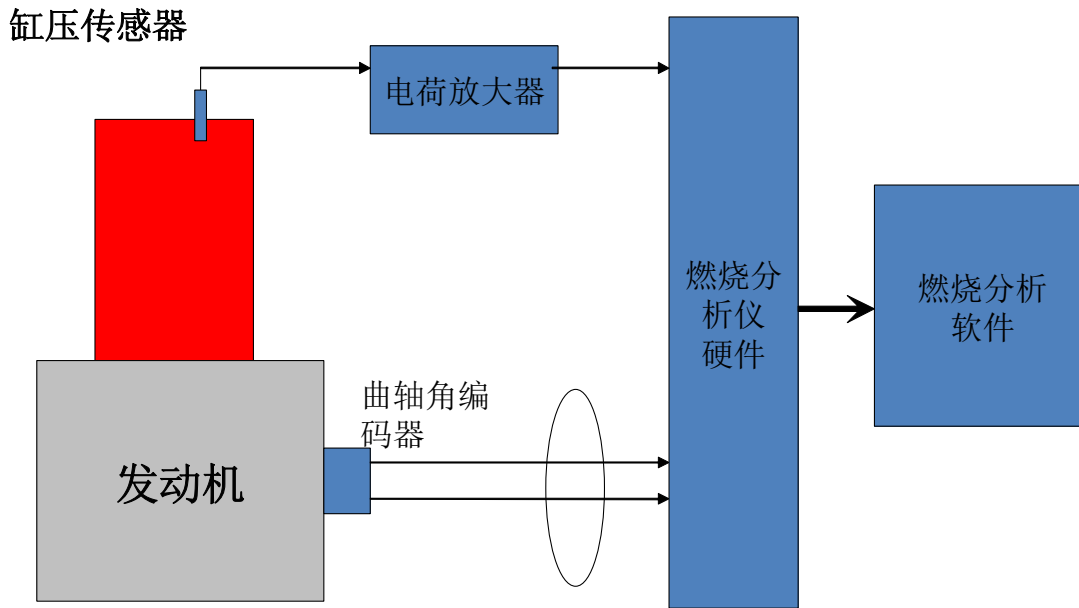 缸压传感器
电荷放大器
燃烧分
析仪
硬件
燃烧分析
软件
曲轴角编
码器
发动机